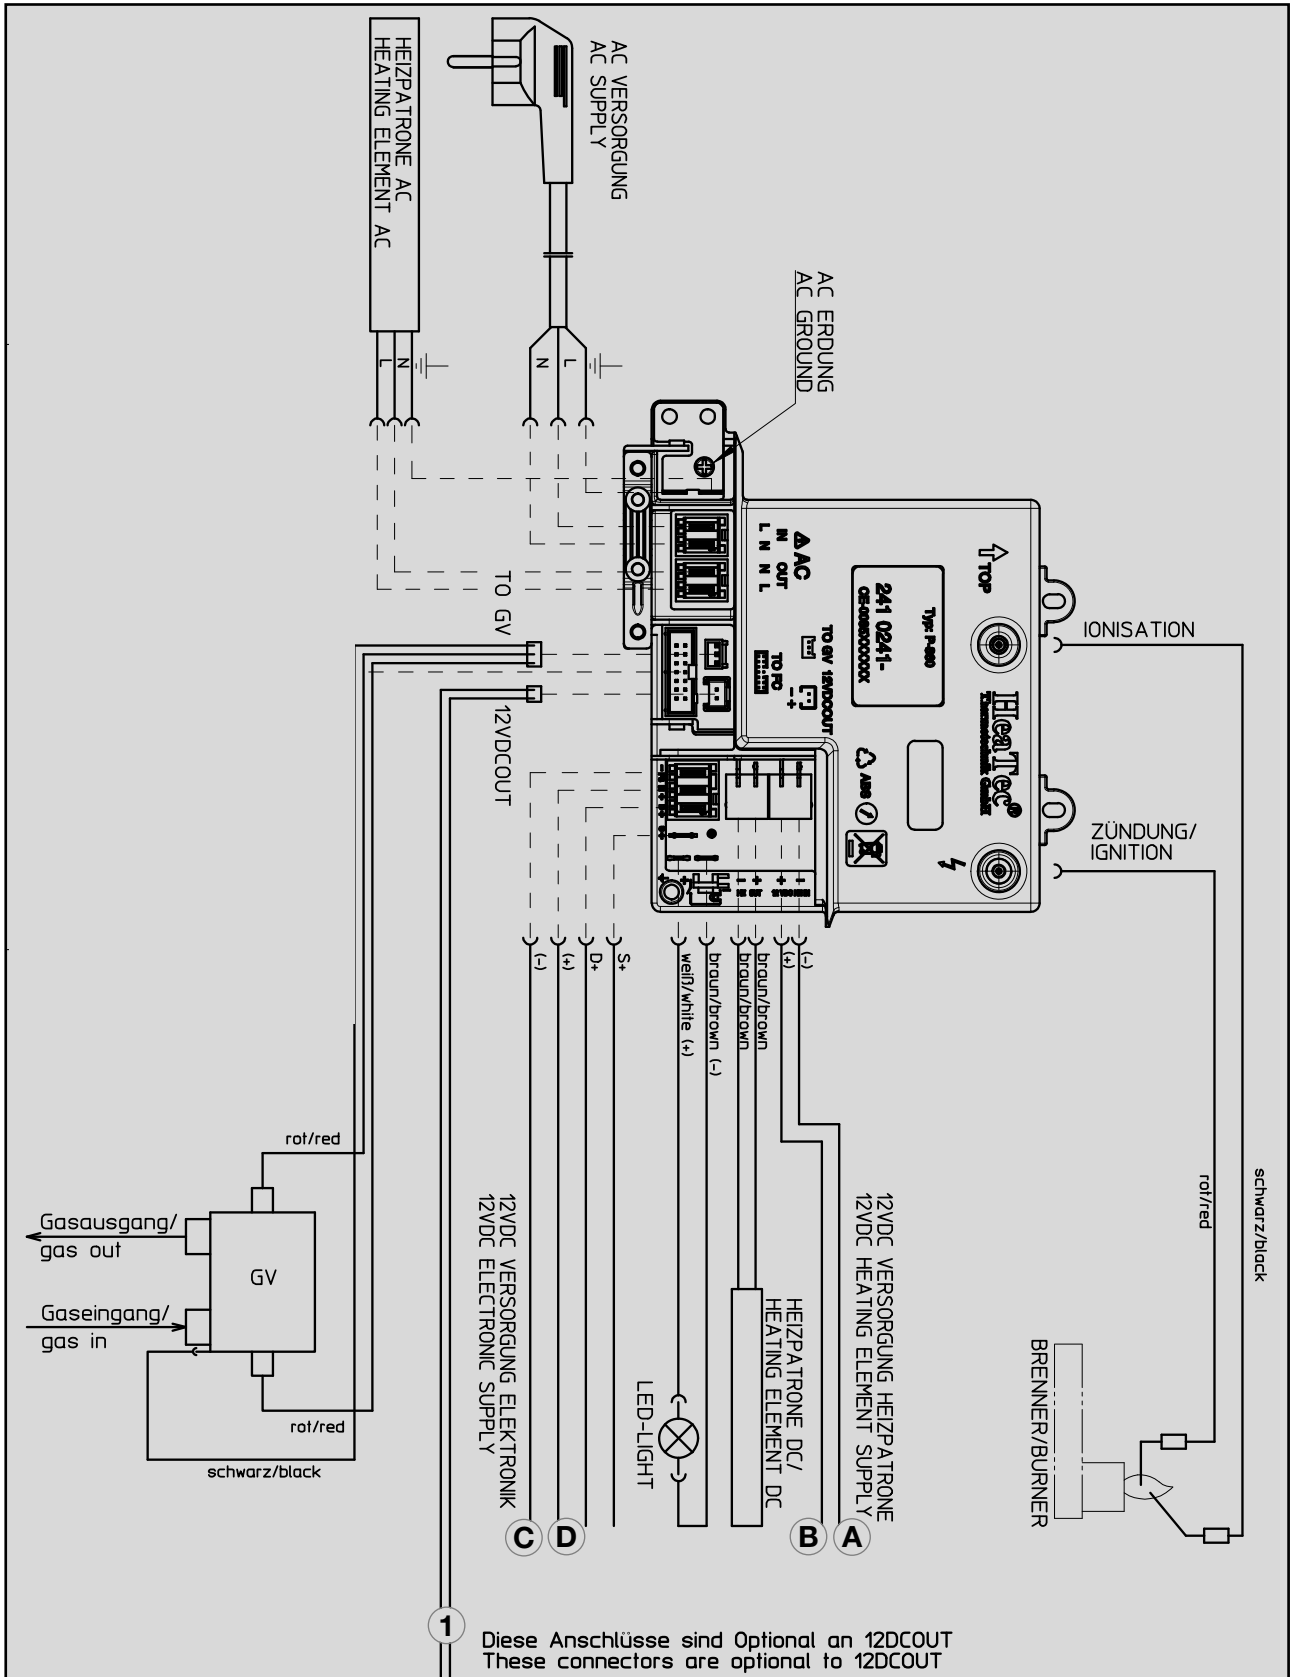 HEIZPATRONE AC
HEATING ELEMENT AC
AC VERSORGUNG
AC SUPPLY
AC ERDUNG
AC GROUND
L
N
N
L
TOP
IONISATION
Typ: P-660
241 0241-
AC
IN OUT
L N N L
TO GV 12VDCOUT
TO PC
- +
HeaTec®
Thermotechnik GmbH
ABS
TO GV
12VDCOUT
ZÜNDUNG/
IGNITION
(-)
(+)
D+
S+
weiß/white (+)
braun/brown (-)
braun/brown
braun/brown
(+)
(-)
rot/red
schwarz/black
rot/red
Gasausgang/
gas out
GV
Gaseingang/
gas in
rot/red
schwarz/black
12VDC VERSORGUNG ELEKTRONIK
12VDC ELECTRONIC SUPPLY
LED-LIGHT
HEIZPATRONE DC/
HEATING ELEMENT DC
12VDC VERSORGUNG HEIZPATRONE
12VDC HEATING ELEMENT SUPPLY
BRENNER/BURNER
C
D
B
A
1
Diese Anschlüsse sind Optional an 12DCOUT
These connectors are optional to 12DCOUT